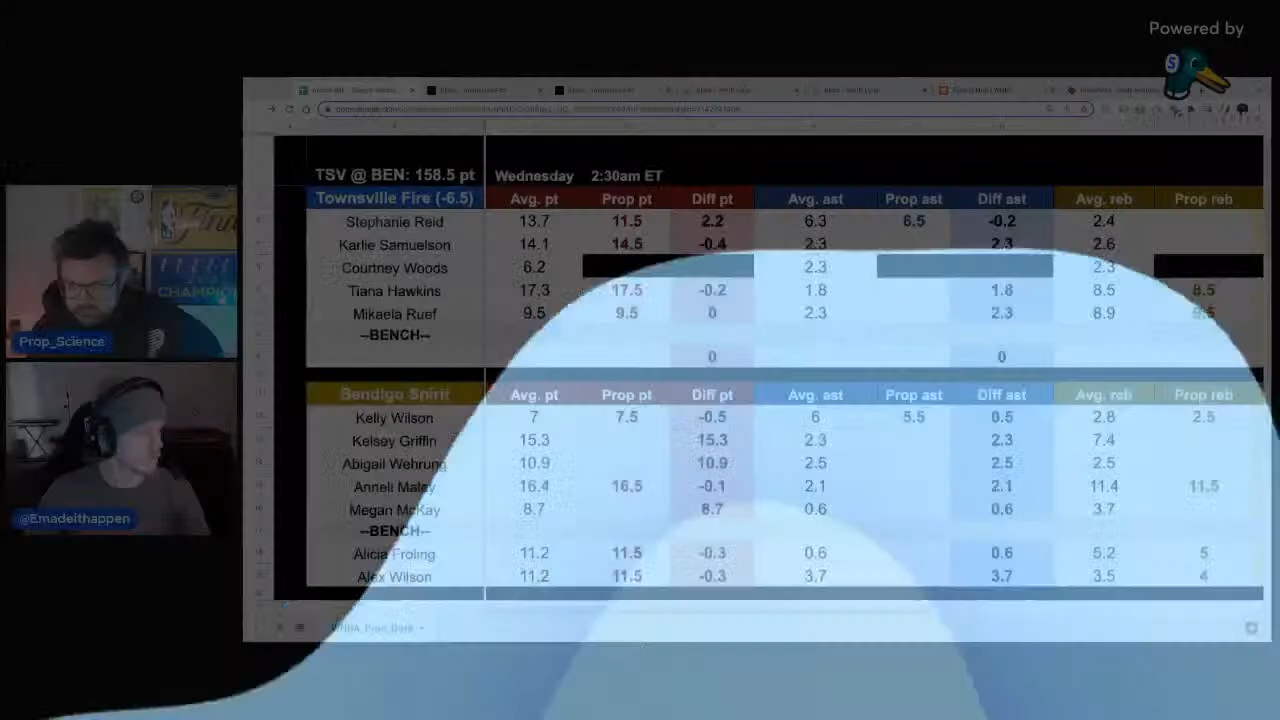 Powered by
S
TSV @ BEN: 158.5 pt Wednesday 2:30am ET
Townsville Fire (-6.5) Avg. pt Prop pt Diff pt Avg. ast Prop ast Diff ast Avg. reb Prop reb
Stephanie Reid 13.7 11.5 2.2 6.3 6.5 -0.2 2.4
Karlie Samuelson 14.1 14.5 -0.4 2.3 2.3 2.6
Courtney Woods 6.2 2.3 2.3
Tiana Hawkins 17.3 17.5 -0.2 1.8 1.8 8.5 8.5
Mikaela Ruef 9.5 9.5 0 2.3 2.3 8.9 9.5
--BENCH--
0 0
Bendigo Spirit Avg. pt Prop pt Diff pt Avg. ast Prop ast Diff ast Avg. reb Prop reb
Kelly Wilson 7 7.5 -0.5 6 5.5 0.5 2.8 2.5
Kelsey Griffin 15.3 15.3 2.3 2.3 7.4
Abigail Wehrung 10.9 10.9 2.5 2.5 2.5
Anneli Maley 16.4 16.5 -0.1 2.1 2.1 11.4 11.5
Megan McKay 8.7 8.7 0.6 0.6 3.7
--BENCH--
Alicia Froling 11.2 11.5 -0.3 0.6 0.6 5.2 5
Alex Wilson 11.2 11.5 -0.3 3.7 3.7 3.5 4
CHAMPION
Prop_Science
@Emadeithappen